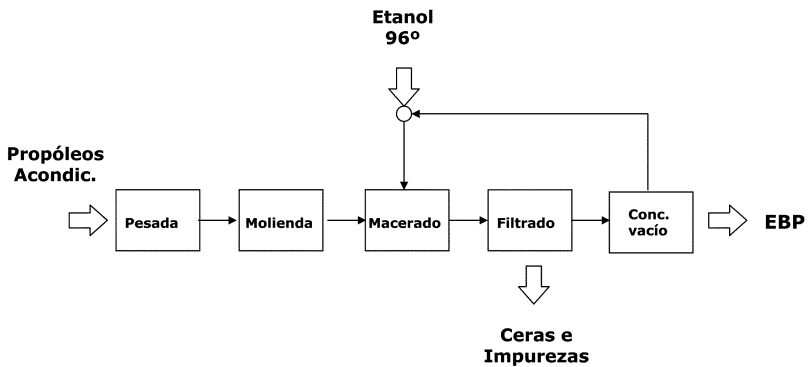 Etanol
96º
Propóleos
Acondic.
Pesada
Molienda
Macerado
Filtrado
Conc.
vacío
EBP
Ceras e
Impurezas